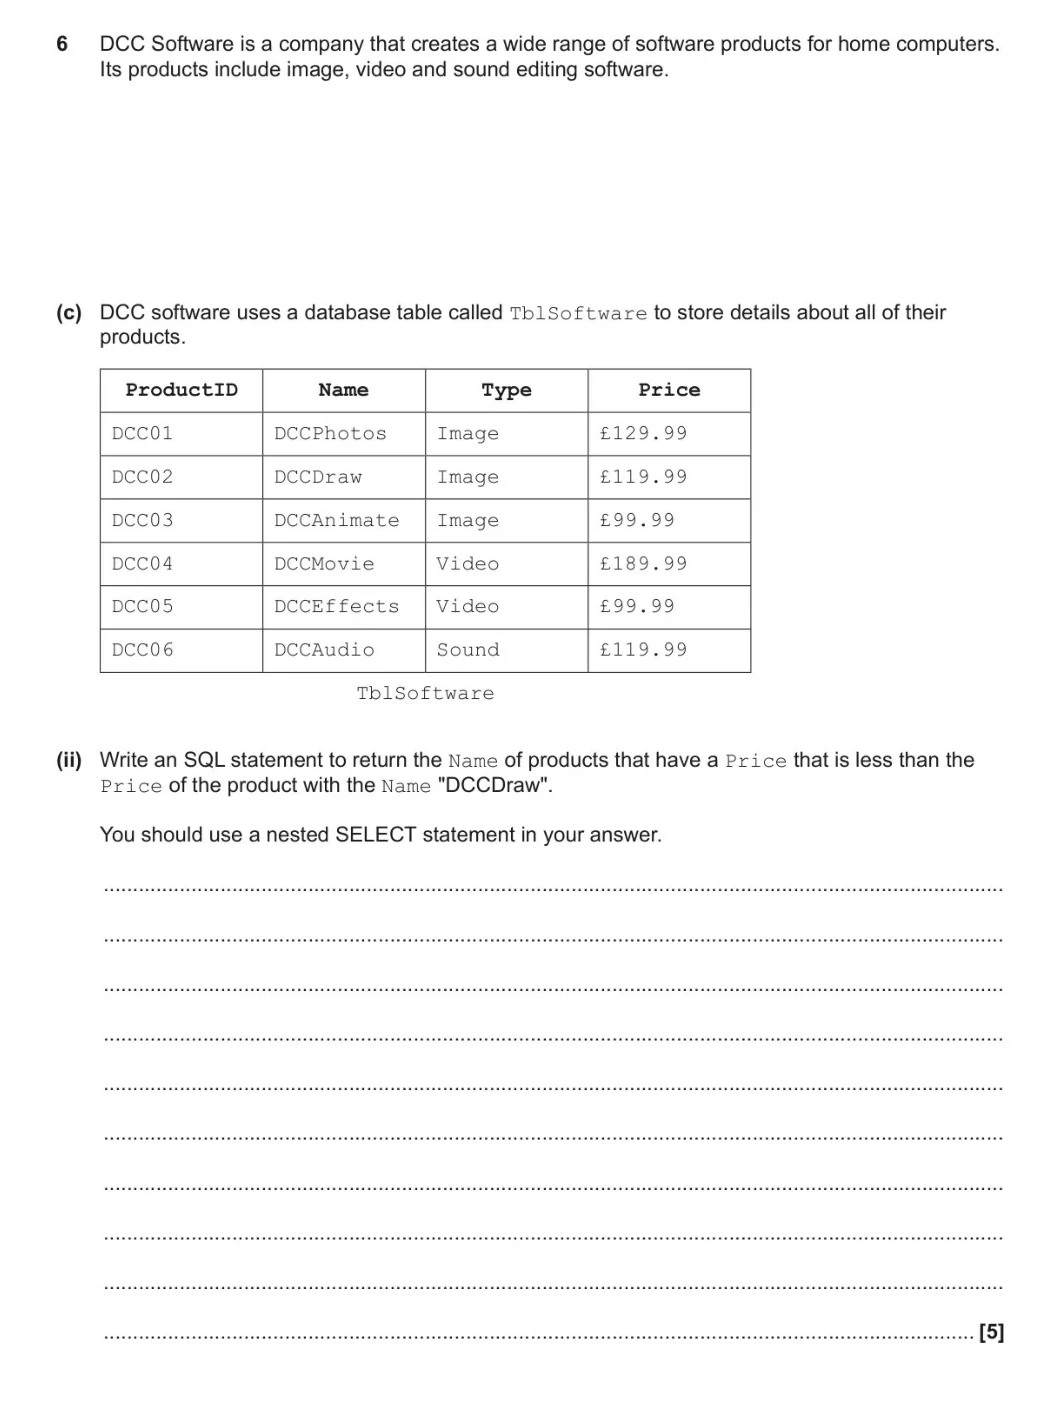 6 DCC Software is a company that creates a wide range of software products for home computers.
Its products include image, video and sound editing software.
(c) DCC software uses a database table called TblSoftware to store details about all of their
products.
ProductID Name Type Price
DCC01 DCCPhotos Image £129.99
DCC02 DCCDraw Image £119.99
DCC03 DCCAnimate Image £99.99
DCC04 DCCMovie Video £189.99
DCC05 DCCEffects Video £99.99
DCC06 DCCAudio Sound £119.99
TblSoftware
(ii) Write an SQL statement to return the Name of products that have a Price that is less than the
Price of the product with the Name "DCCDraw".
You should use a nested SELECT statement in your answer.
[5]